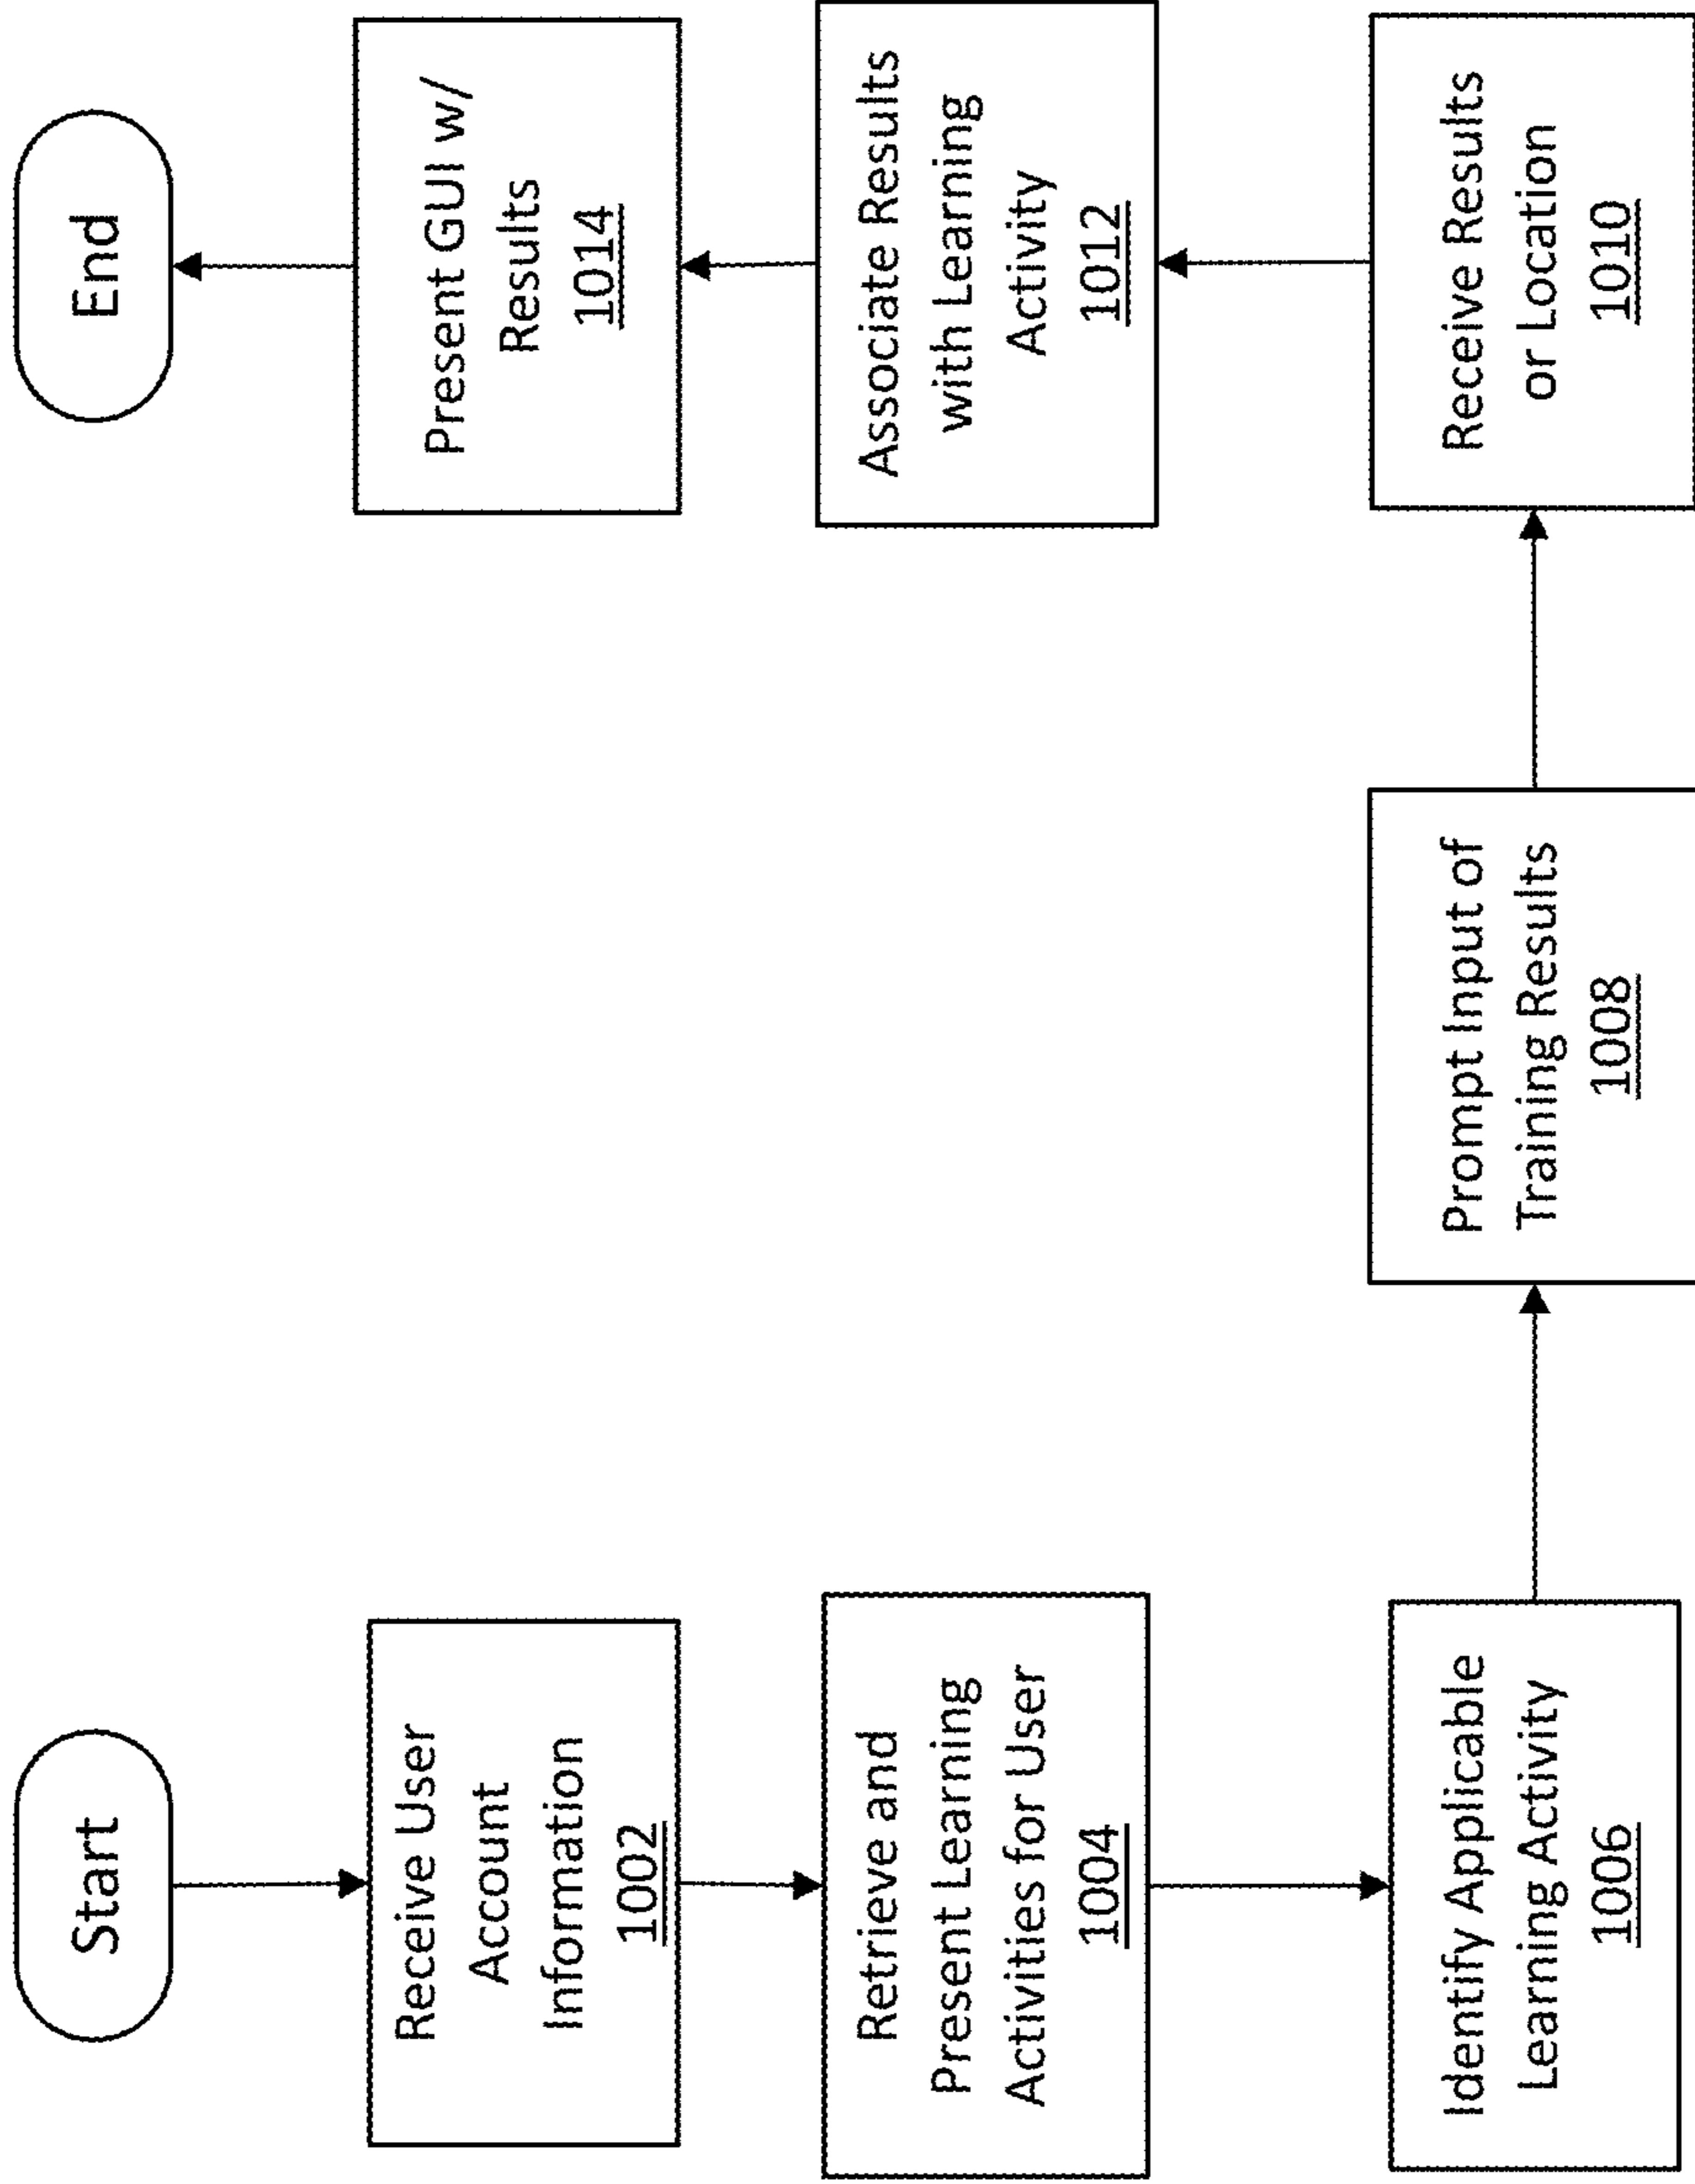 Start
Receive User
Account
Information
1002
Retrieve and
Present Learning
Activities for User
1004
Identify Applicable
Learning Activity
1006
Prompt Input of
Training Results
1008
Receive Results
or Location
1010
Associate Results
with Learning
Activity
1012
Present GUI w/
Results
1014
End